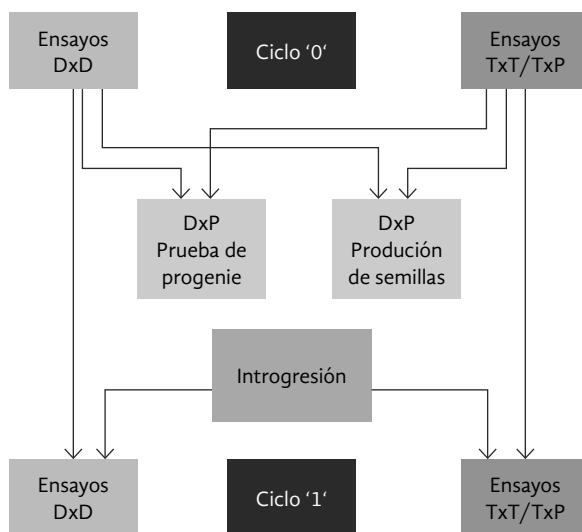 Ensayos
DxD
Ciclo ‘0‘
Ensayos
TxT/TxP
DxP
Prueba de
progenie
DxP
Produción
de semillas
Introgresión
Ensayos
DxD
Ciclo ‘1‘
Ensayos
TxT/TxP